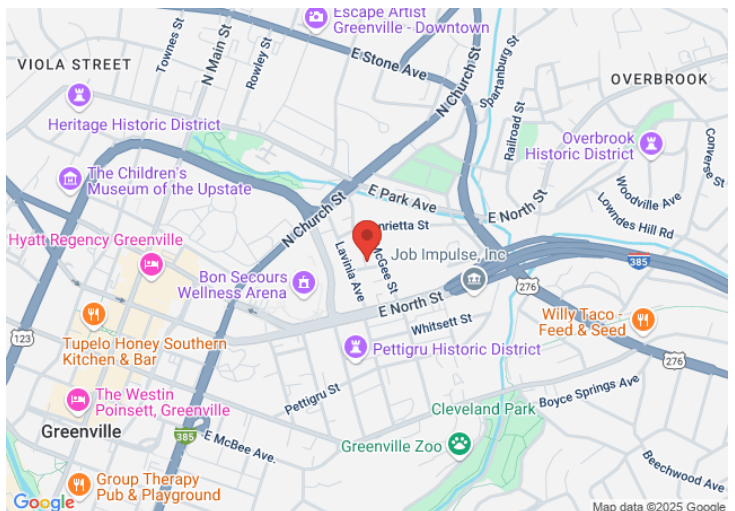 Escape Artist
Greenville - Downtown
Townes St
N Main St
Rowley St
E Stone Ave
VIOLA STREET
N Church St
Spartanburg St
OVERBROOK
Heritage Historic District
Railroad St
Overbrook
Historic District
Converse St
The Children's
Museum of the Upstate
E Park Ave
Woodville Ave
N Church St
E North St
Lowndes Hill Rd
nrietta St
Hyatt Regency Greenville
McGee St
Job Impulse, Inc
385
Lavinia Ave
Bon Secours
Wellness Arena
276
E North St
Willy Taco -
Feed & Seed
Whitsett St
123
Tupelo Honey Southern
Kitchen & Bar
Pettigru Historic District
276
Pettigru St
Boyce Springs Ave
The Westin
Poinsett, Greenville
Cleveland Park
Greenville
385
E McBee Ave.
Greenville Zoo
Beechwood Ave
Group Therapy
Pub & Playground
Google
Map data ©2025 Google